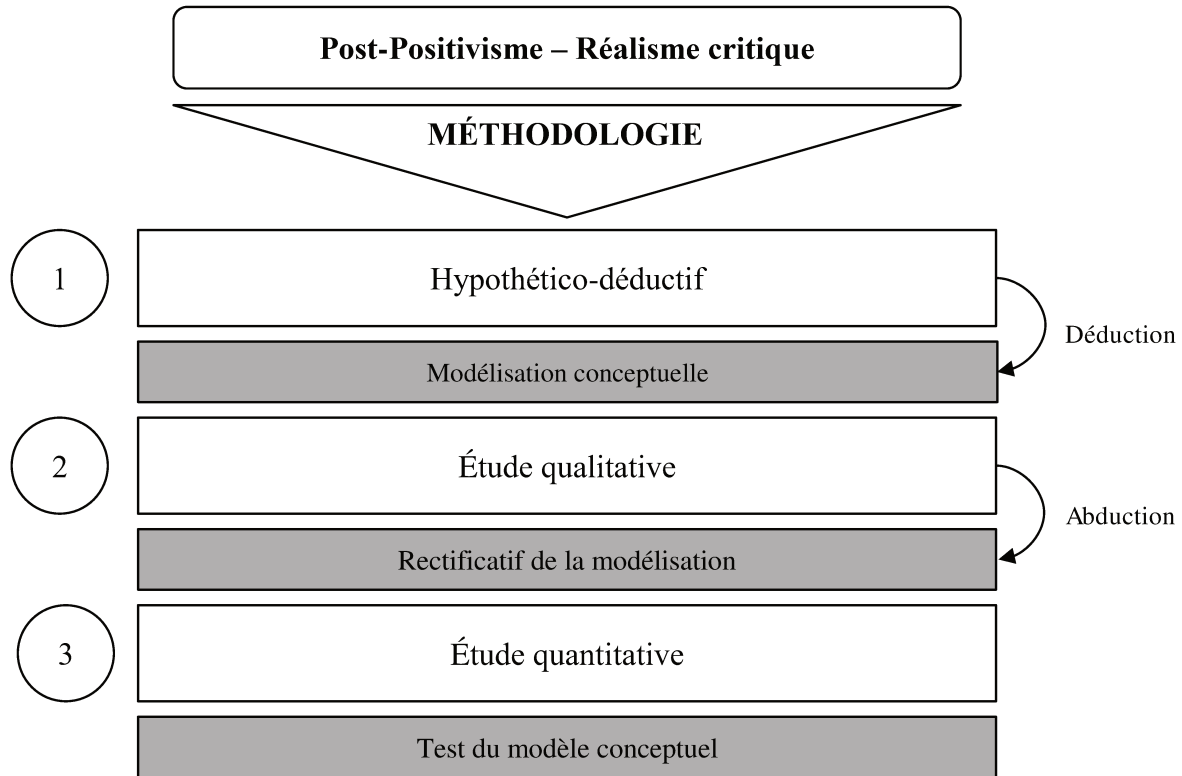 Post-Positivisme – Réalisme critique
MÉTHODOLOGIE
1
Hypothético-déductif
Déduction
Modélisation conceptuelle
2
Étude qualitative
Abduction
Rectificatif de la modélisation
3
Étude quantitative
Test du modèle conceptuel